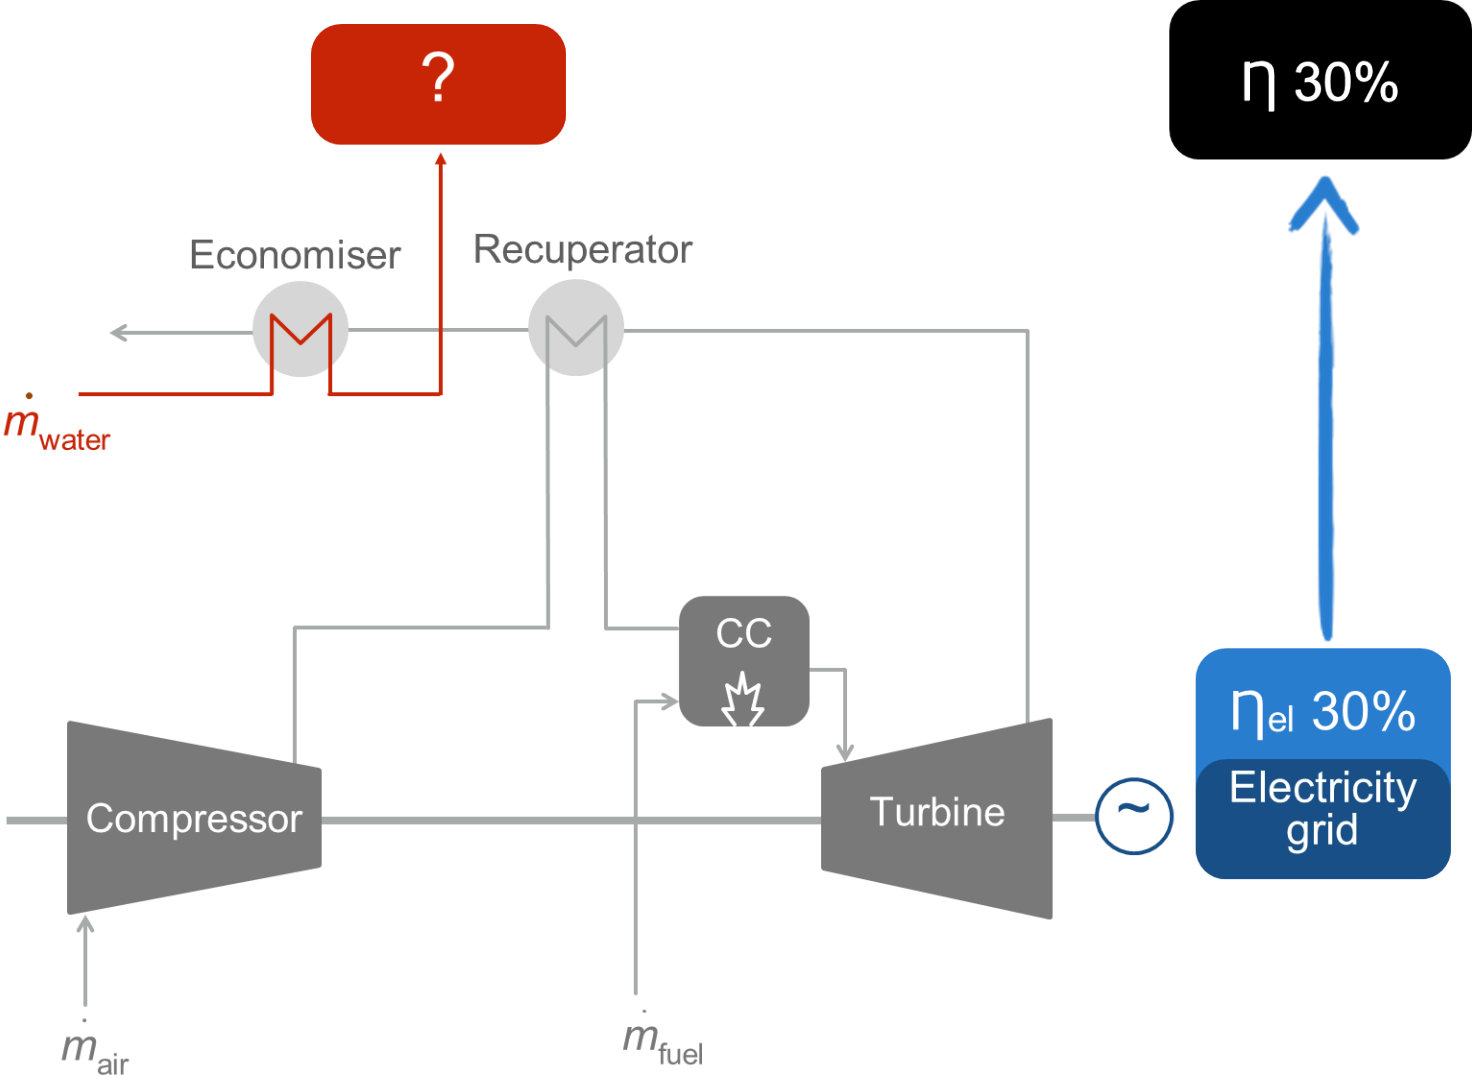 ?
η 30%
Economiser
Recuperator
ṁwater
CC
ηel 30%
Electricity
grid
Compressor
Turbine
~
ṁair
ṁfuel